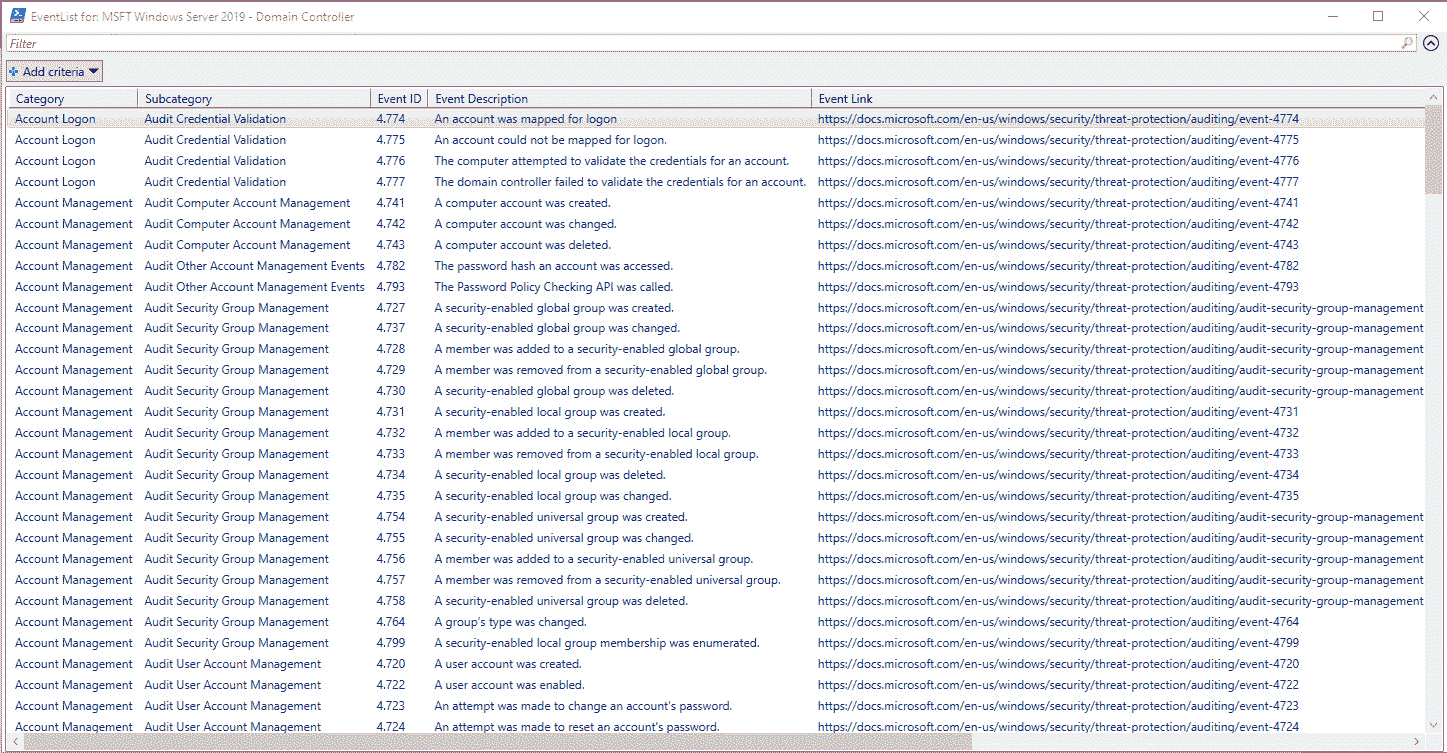 EventList for: MSFT Windows Server 2019 - Domain Controller
Filter
Add criteria
Category Subcategory Event ID Event Description Event Link
Account Logon Audit Credential Validation 4.774 An account was mapped for logon https://docs.microsoft.com/en-us/windows/security/threat-protection/auditing/event-4774
Account Logon Audit Credential Validation 4.775 An account could not be mapped for logon. https://docs.microsoft.com/en-us/windows/security/threat-protection/auditing/event-4775
Account Logon Audit Credential Validation 4.776 The computer attempted to validate the credentials for an account. https://docs.microsoft.com/en-us/windows/security/threat-protection/auditing/event-4776
Account Logon Audit Credential Validation 4.777 The domain controller failed to validate the credentials for an account. https://docs.microsoft.com/en-us/windows/security/threat-protection/auditing/event-4777
Account Management Audit Computer Account Management 4.741 A computer account was created. https://docs.microsoft.com/en-us/windows/security/threat-protection/auditing/event-4741
Account Management Audit Computer Account Management 4.742 A computer account was changed. https://docs.microsoft.com/en-us/windows/security/threat-protection/auditing/event-4742
Account Management Audit Computer Account Management 4.743 A computer account was deleted. https://docs.microsoft.com/en-us/windows/security/threat-protection/auditing/event-4743
Account Management Audit Other Account Management Events 4.782 The password hash an account was accessed. https://docs.microsoft.com/en-us/windows/security/threat-protection/auditing/event-4782
Account Management Audit Other Account Management Events 4.793 The Password Policy Checking API was called. https://docs.microsoft.com/en-us/windows/security/threat-protection/auditing/event-4793
Account Management Audit Security Group Management 4.727 A security-enabled global group was created. https://docs.microsoft.com/en-us/windows/security/threat-protection/auditing/audit-security-group-management
Account Management Audit Security Group Management 4.737 A security-enabled global group was changed. https://docs.microsoft.com/en-us/windows/security/threat-protection/auditing/audit-security-group-management
Account Management Audit Security Group Management 4.728 A member was added to a security-enabled global group. https://docs.microsoft.com/en-us/windows/security/threat-protection/auditing/audit-security-group-management
Account Management Audit Security Group Management 4.729 A member was removed from a security-enabled global group. https://docs.microsoft.com/en-us/windows/security/threat-protection/auditing/audit-security-group-management
Account Management Audit Security Group Management 4.730 A security-enabled global group was deleted. https://docs.microsoft.com/en-us/windows/security/threat-protection/auditing/audit-security-group-management
Account Management Audit Security Group Management 4.731 A security-enabled local group was created. https://docs.microsoft.com/en-us/windows/security/threat-protection/auditing/event-4731
Account Management Audit Security Group Management 4.732 A member was added to a security-enabled local group. https://docs.microsoft.com/en-us/windows/security/threat-protection/auditing/event-4732
Account Management Audit Security Group Management 4.733 A member was removed from a security-enabled local group. https://docs.microsoft.com/en-us/windows/security/threat-protection/auditing/event-4733
Account Management Audit Security Group Management 4.734 A security-enabled local group was deleted. https://docs.microsoft.com/en-us/windows/security/threat-protection/auditing/event-4734
Account Management Audit Security Group Management 4.735 A security-enabled local group was changed. https://docs.microsoft.com/en-us/windows/security/threat-protection/auditing/event-4735
Account Management Audit Security Group Management 4.754 A security-enabled universal group was created. https://docs.microsoft.com/en-us/windows/security/threat-protection/auditing/audit-security-group-management
Account Management Audit Security Group Management 4.755 A security-enabled universal group was changed. https://docs.microsoft.com/en-us/windows/security/threat-protection/auditing/audit-security-group-management
Account Management Audit Security Group Management 4.756 A member was added to a security-enabled universal group. https://docs.microsoft.com/en-us/windows/security/threat-protection/auditing/audit-security-group-management
Account Management Audit Security Group Management 4.757 A member was removed from a security-enabled universal group. https://docs.microsoft.com/en-us/windows/security/threat-protection/auditing/audit-security-group-management
Account Management Audit Security Group Management 4.758 A security-enabled universal group was deleted. https://docs.microsoft.com/en-us/windows/security/threat-protection/auditing/audit-security-group-management
Account Management Audit Security Group Management 4.764 A group's type was changed. https://docs.microsoft.com/en-us/windows/security/threat-protection/auditing/event-4764
Account Management Audit Security Group Management 4.799 A security-enabled local group membership was enumerated. https://docs.microsoft.com/en-us/windows/security/threat-protection/auditing/event-4799
Account Management Audit User Account Management 4.720 A user account was created. https://docs.microsoft.com/en-us/windows/security/threat-protection/auditing/event-4720
Account Management Audit User Account Management 4.722 A user account was enabled. https://docs.microsoft.com/en-us/windows/security/threat-protection/auditing/event-4722
Account Management Audit User Account Management 4.723 An attempt was made to change an account's password. https://docs.microsoft.com/en-us/windows/security/threat-protection/auditing/event-4723
Account Management Audit User Account Management 4.724 An attempt was made to reset an account's password. https://docs.microsoft.com/en-us/windows/security/threat-protection/auditing/event-4724